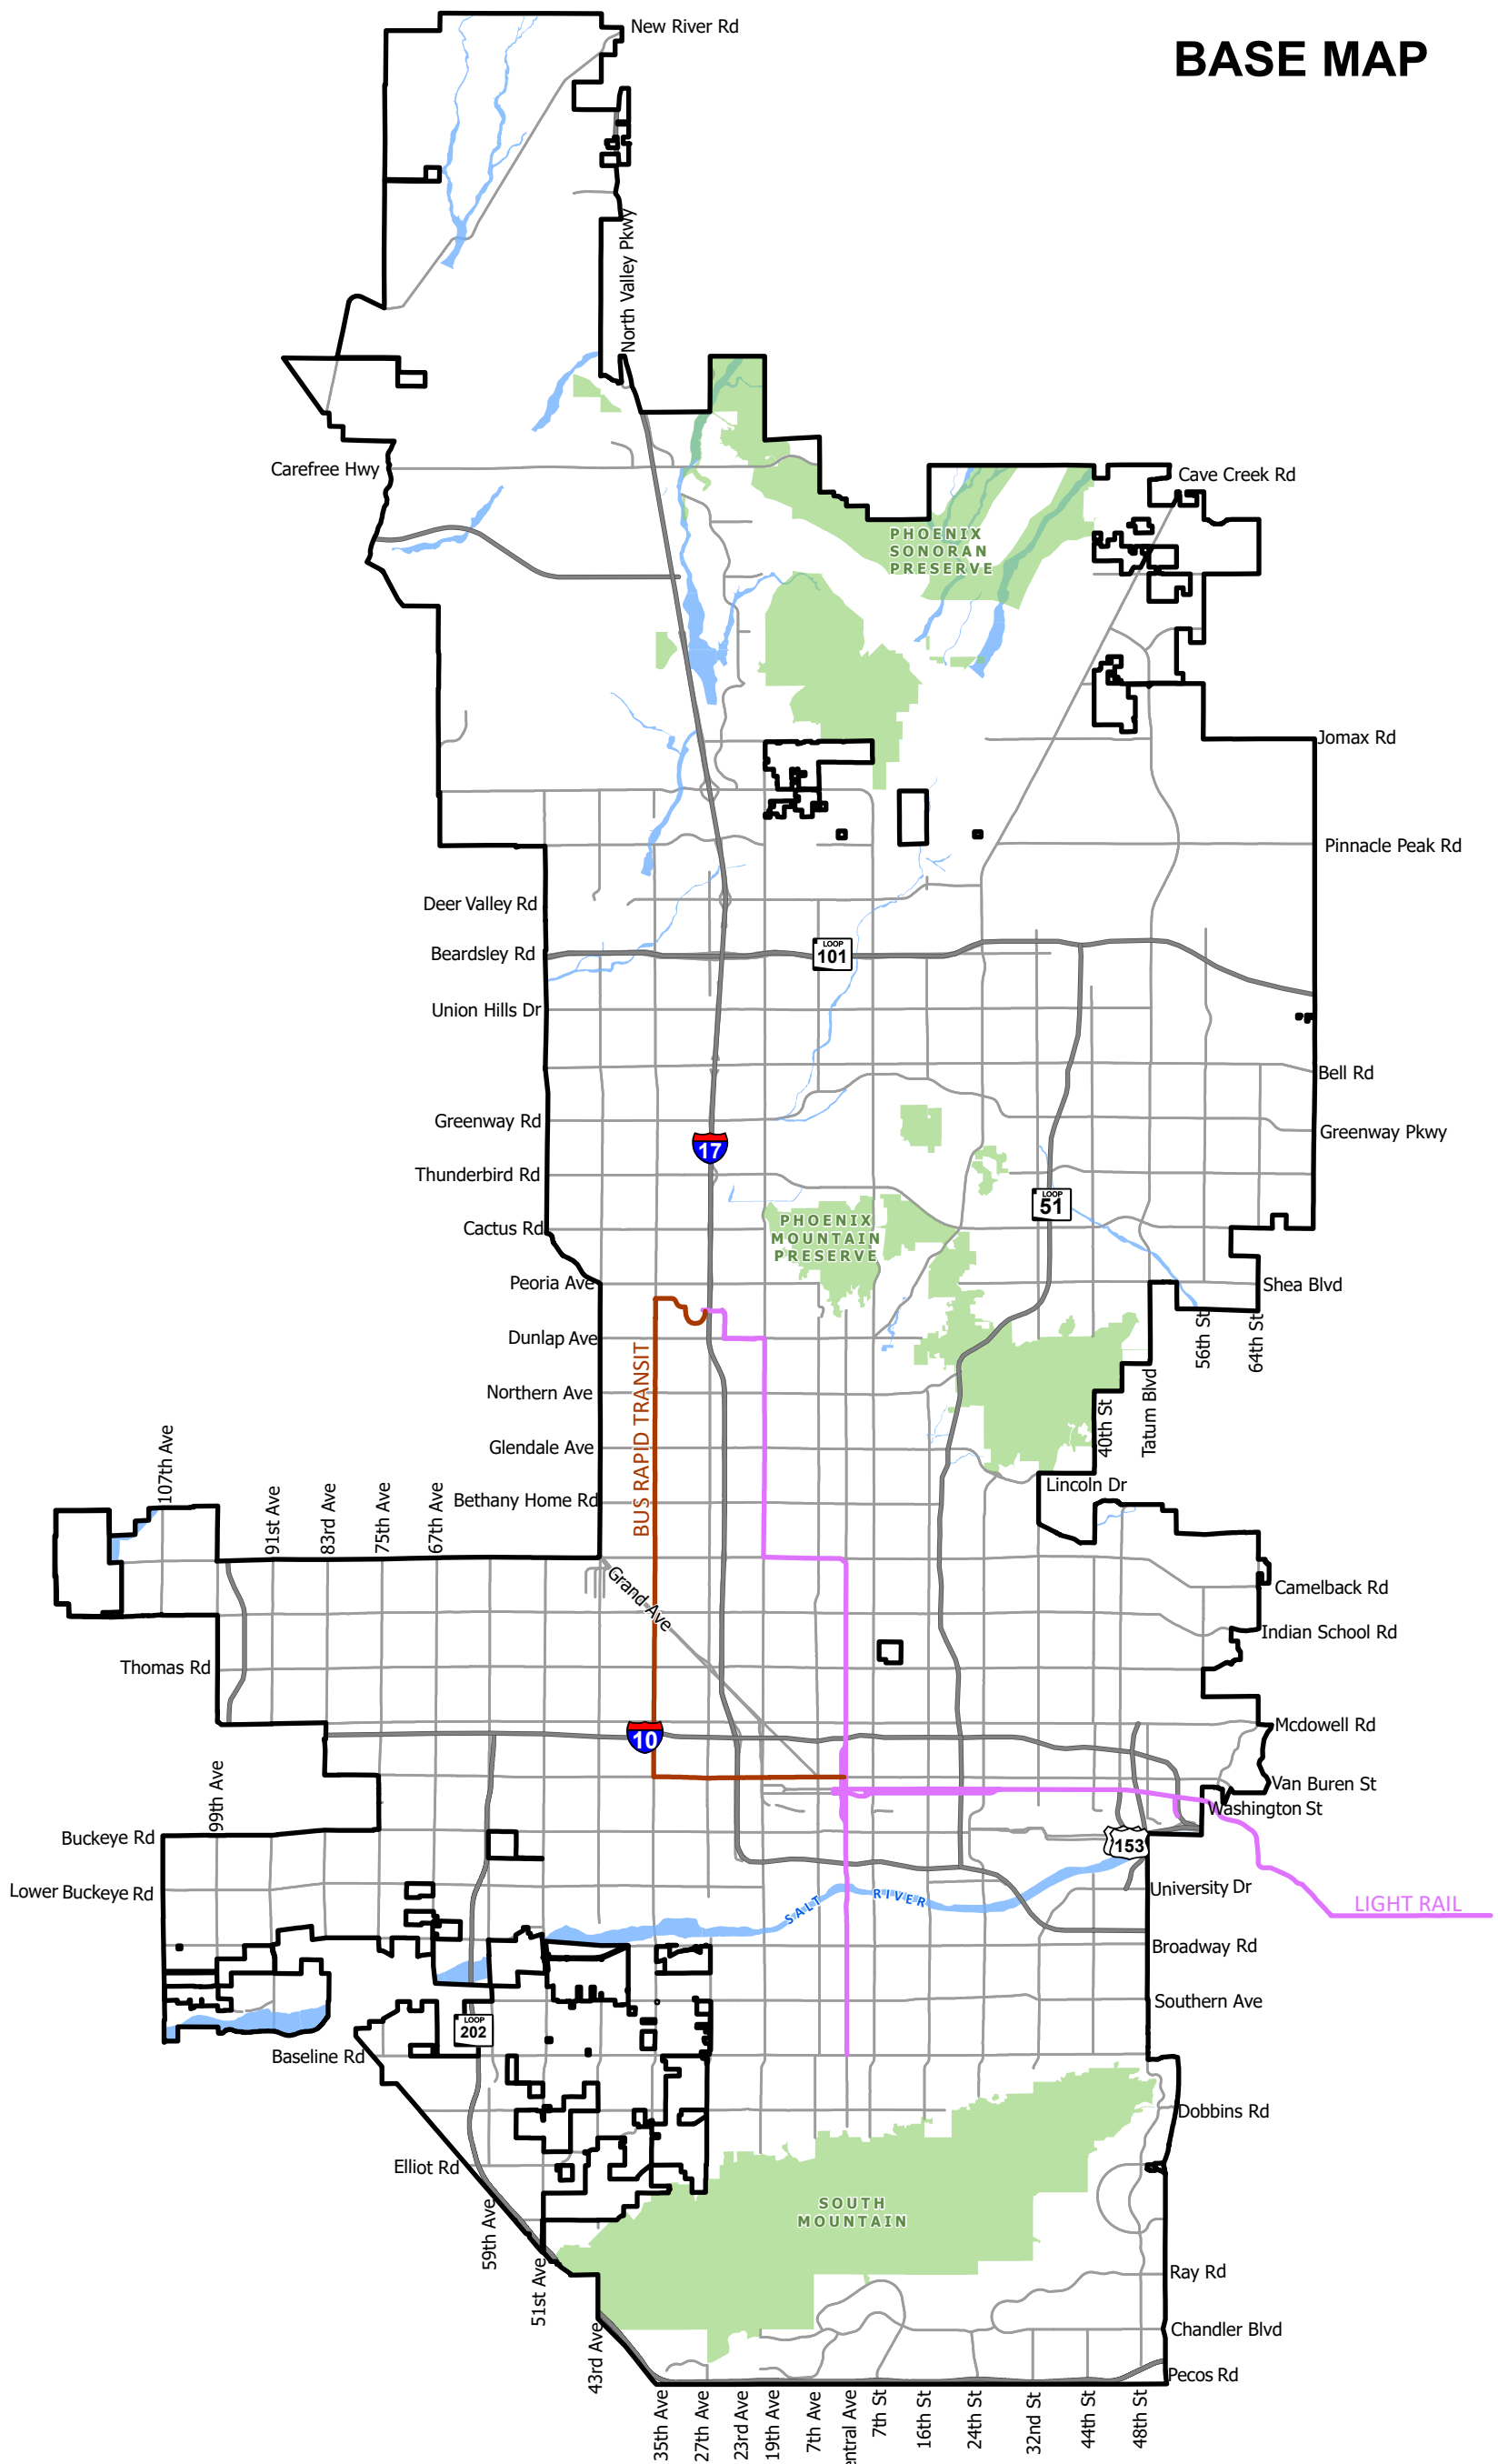 BASE MAP
New River Rd
North Valley Pkwy
Carefree Hwy
Cave Creek Rd
PHOENIX
SONORAN
PRESERVE
Jomax Rd
Pinnacle Peak Rd
Deer Valley Rd
Beardsley Rd
LOOP
101
Union Hills Dr
Bell Rd
Greenway Rd
Greenway Pkwy
17
Thunderbird Rd
LOOP
51
Cactus Rd
PHOENIX
MOUNTAIN
PRESERVE
Peoria Ave
Shea Blvd
Dunlap Ave
56th St
64th St
BUS RAPID TRANSIT
Northern Ave
40th St
Tatum Blvd
Glendale Ave
107th Ave
Bethany Home Rd
Lincoln Dr
91st Ave
83rd Ave
75th Ave
67th Ave
Grand Ave
Camelback Rd
Indian School Rd
Thomas Rd
Mcdowell Rd
10
99th Ave
Van Buren St
Washington St
Buckeye Rd
153
Lower Buckeye Rd
University Dr
LIGHT RAIL
SALT RIVER
Broadway Rd
Southern Ave
LOOP
202
Baseline Rd
Dobbins Rd
Elliot Rd
SOUTH
MOUNTAIN
59th Ave
51st Ave
Ray Rd
43rd Ave
Chandler Blvd
Pecos Rd
35th Ave
27th Ave
23rd Ave
19th Ave
7th Ave
entral Ave
7th St
16th St
24th St
32nd St
44th St
48th St